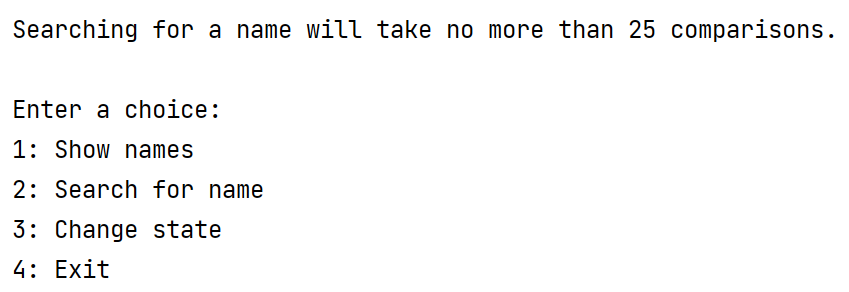 Searching for a name will take no more than 25 comparisons.
Enter a choice:
1: Show names
2: Search for name
3: Change state
4: Exit